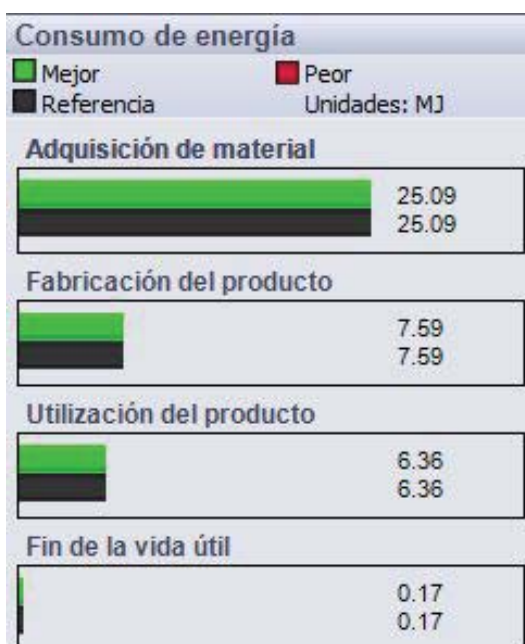 Consumo de energía
Mejor Peor
Referencia Unidades: MJ
Adquisición de material
25.09
25.09
Fabricación del producto
7.59
7.59
Utilización del producto
6.36
6.36
Fin de la vida útil
0.17
0.17